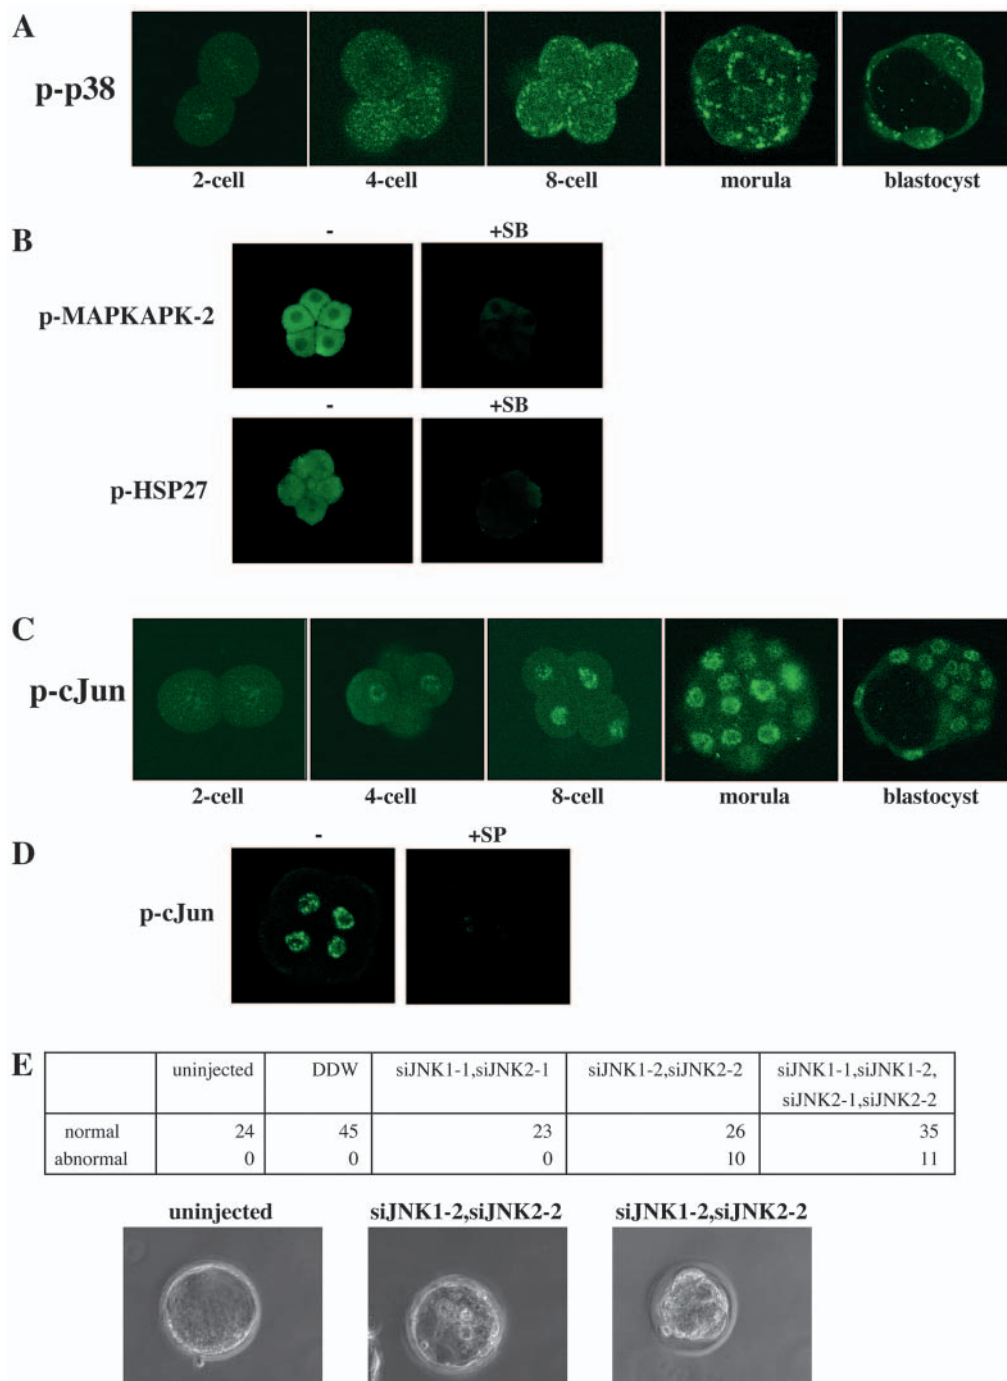 A
p-p38
2-cell 4-cell 8-cell morula blastocyst
B
- +SB
p-MAPKAPK-2
- +SB
p-HSP27
C
p-cJun
2-cell 4-cell 8-cell morula blastocyst
D
- +SP
p-cJun
E
uninjected DDW siJNK1-1,siJNK2-1 siJNK1-2,siJNK2-2 siJNK1-1,siJNK1-2,
siJNK2-1,siJNK2-2
normal 24 45 23 26 35
abnormal 0 0 0 10 11
uninjected siJNK1-2,siJNK2-2 siJNK1-2,siJNK2-2